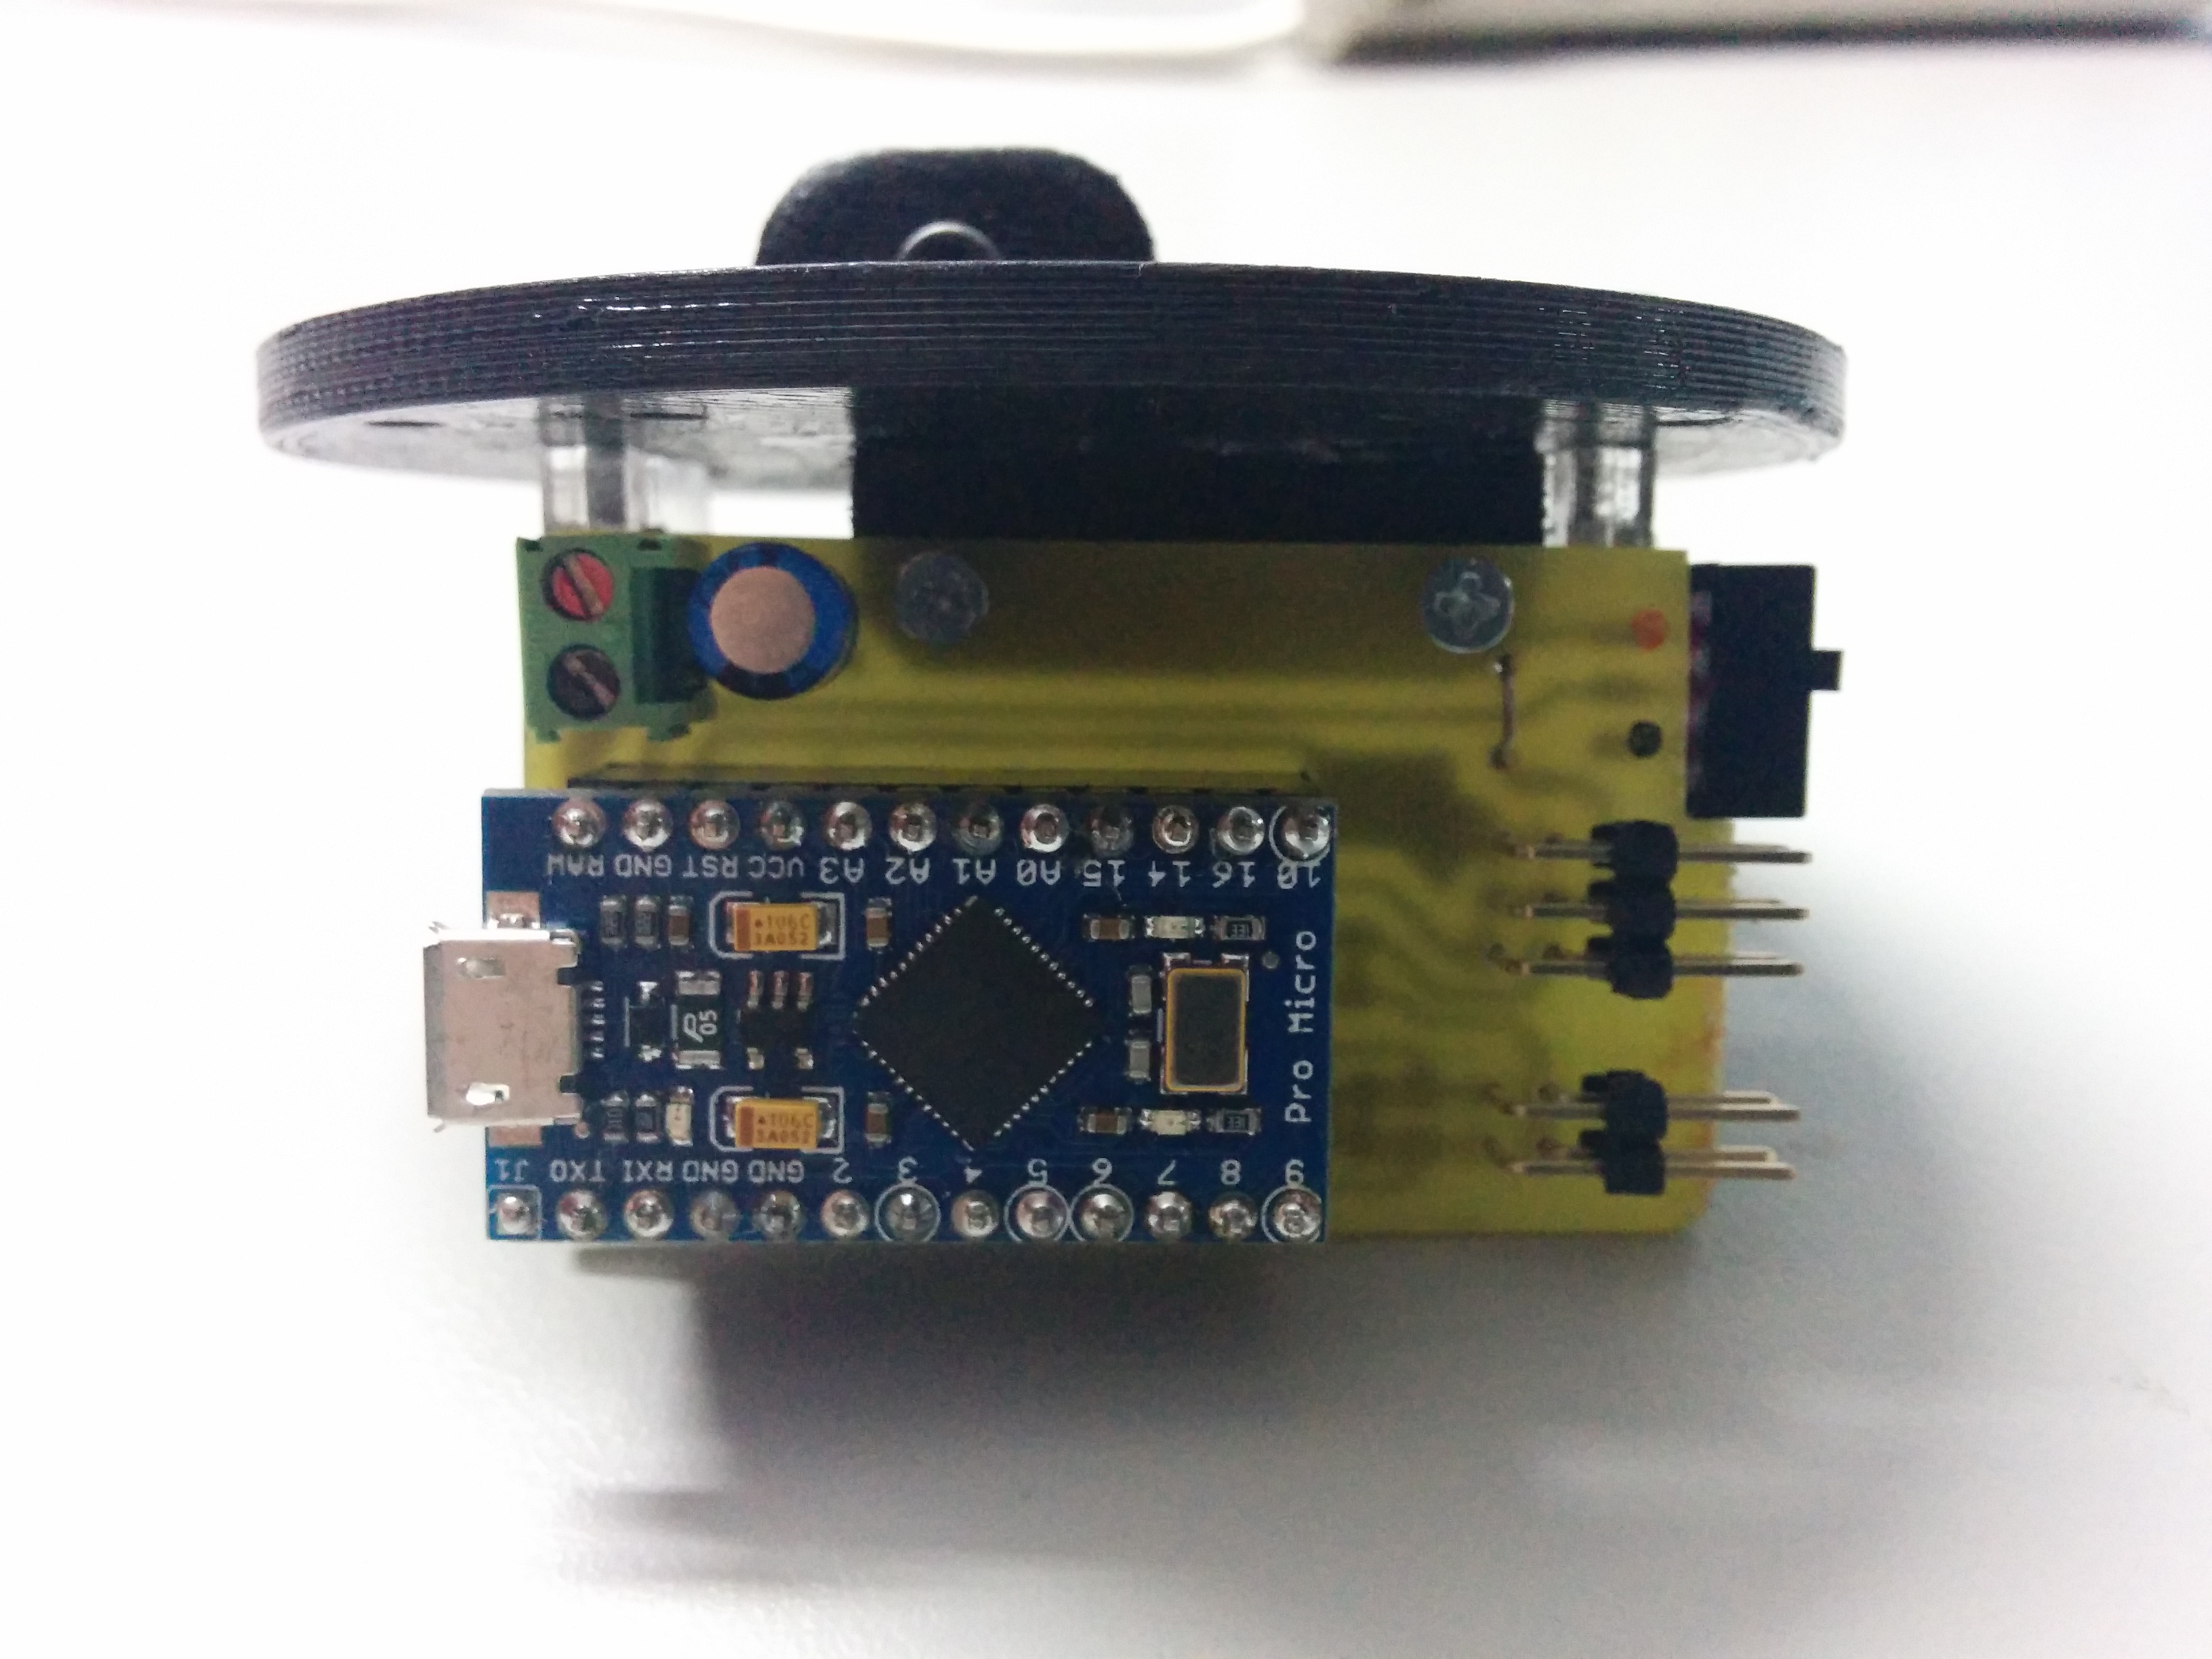 RAW GND RST VCC A3 A2 A1 A0 15 14 16 10
106C
3A052
P
05
Pro Micro
106C
3A052
J1 TXO RXI GND GND 2 3 4 5 6 7 8 9